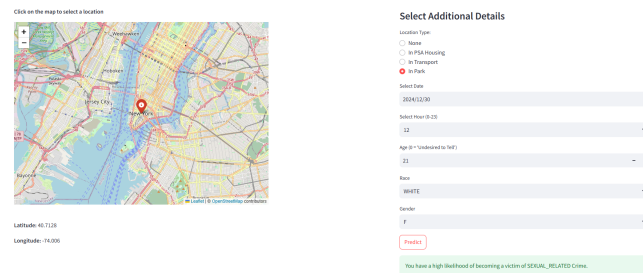 Click on the map to select a location
+
−
Weehawken
Hoboken
Jersey City
New York
Bayonne
Leaflet | © OpenStreetMap contributors
Latitude: 40.7128
Longitude: -74.006
Select Additional Details
Location Type:
None
In PSA Housing
In Transport
In Park
Select Date
2024/12/30
Select Hour (0-23)
12
Age (0 = 'Undesired to Tell')
21
−
Race
WHITE
Gender
F
Predict
You have a high likelihood of becoming a victim of SEXUAL_RELATED Crime.